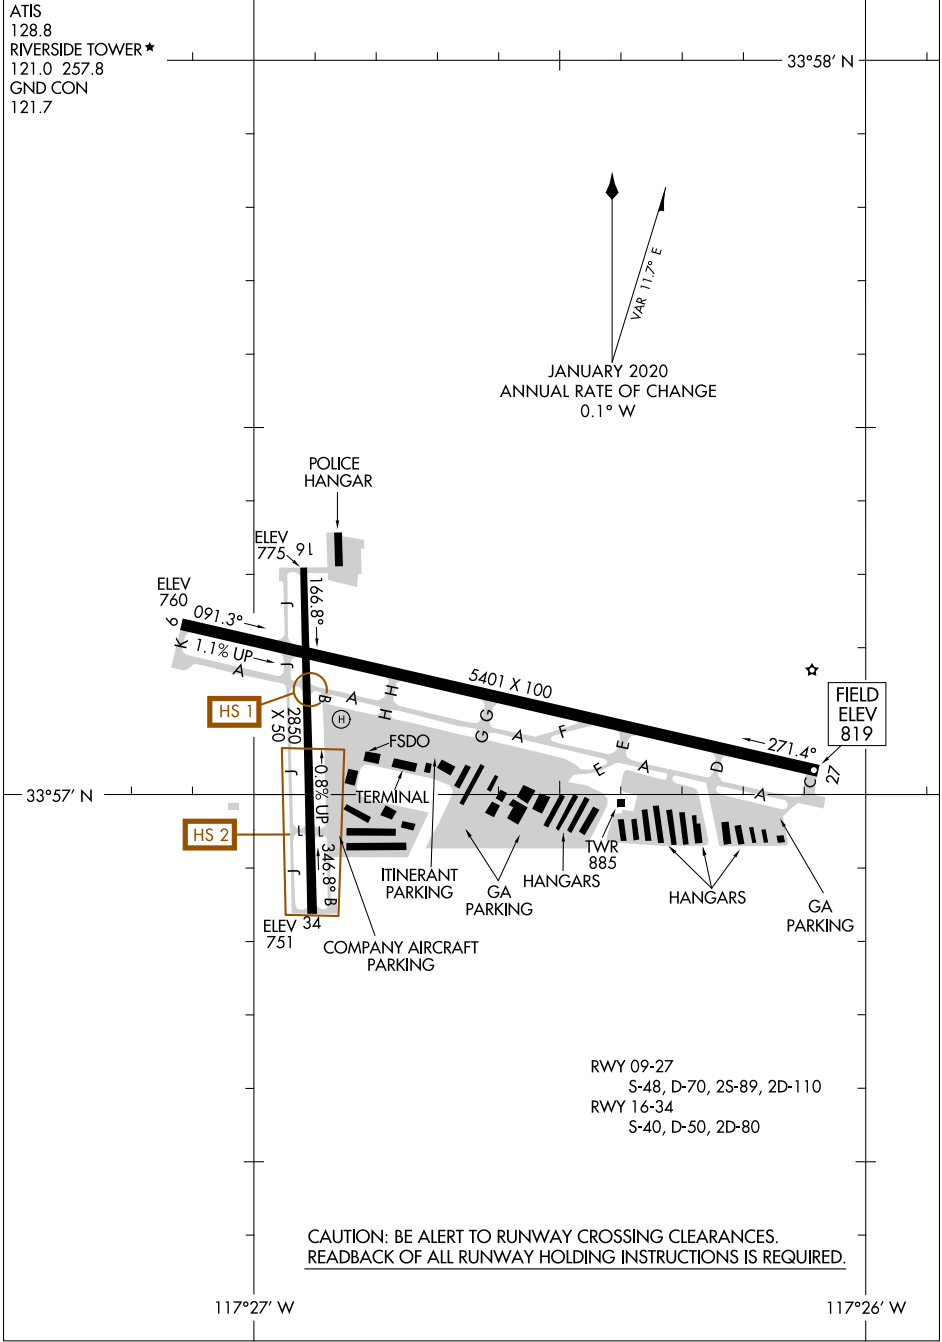 ATIS
128.8
RIVERSIDE TOWER★
121.0 257.8
GND CON
121.7
33°58' N
VAR 11.7° E
JANUARY 2020
ANNUAL RATE OF CHANGE
0.1° W
POLICE
HANGAR
ELEV
775
16
ELEV
760
9
091.3°
166.8°
J
K
1.1% UP
A
J
5401 X 100
HS 1
B
A
H
H
H
G
G
A
F
E
E
A
D
A
C
271.4°
27
FIELD
ELEV
819
2850
X 50
FSDO
J
0.8% UP
TERMINAL
33°57' N
HS 2
L
L
346.8°
B
J
34
ELEV
751
ITINERANT
PARKING
COMPANY AIRCRAFT
PARKING
GA
PARKING
HANGARS
TWR
885
HANGARS
GA
PARKING
RWY 09-27
S-48, D-70, 2S-89, 2D-110
RWY 16-34
S-40, D-50, 2D-80
CAUTION: BE ALERT TO RUNWAY CROSSING CLEARANCES.
READBACK OF ALL RUNWAY HOLDING INSTRUCTIONS IS REQUIRED.
117°27' W
117°26' W